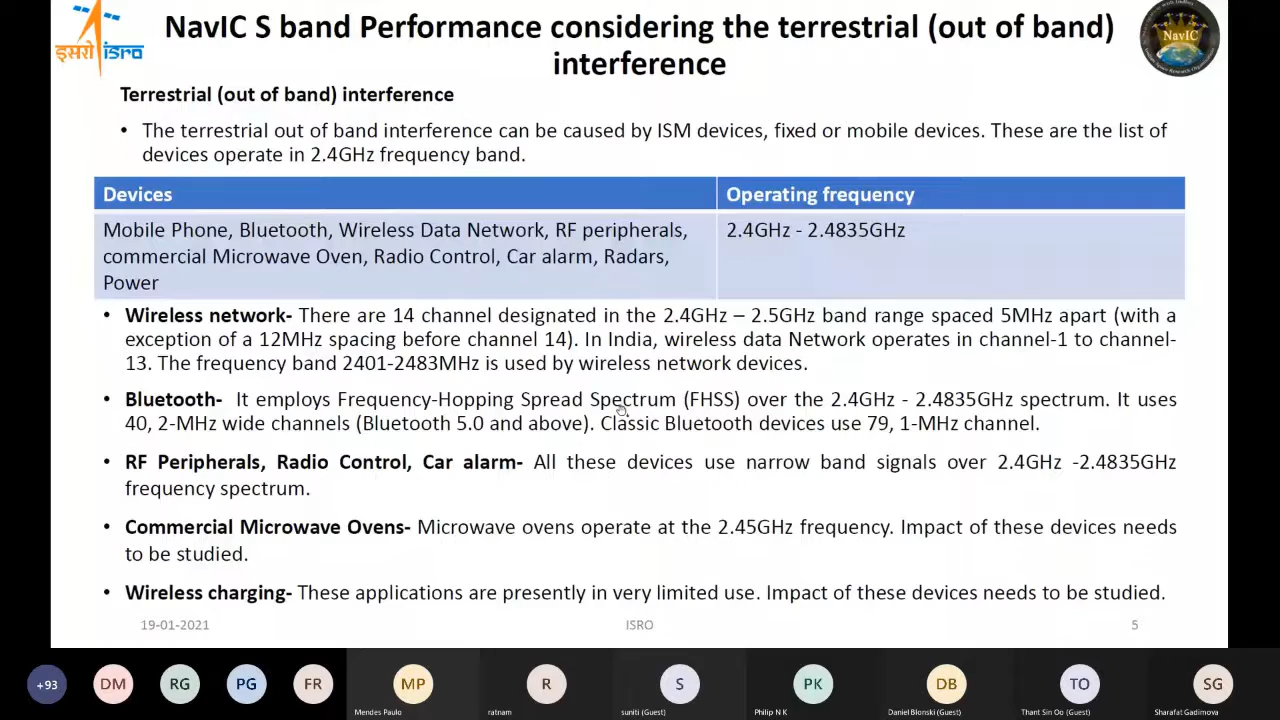 NavIC S band Performance considering the terrestrial (out of band)
interference
इसरो isro
NavIC
Terrestrial (out of band) interference
• The terrestrial out of band interference can be caused by ISM devices, fixed or mobile devices. These are the list of
devices operate in 2.4GHz frequency band.
Devices Operating frequency
Mobile Phone, Bluetooth, Wireless Data Network, RF peripherals, 2.4GHz - 2.4835GHz
commercial Microwave Oven, Radio Control, Car alarm, Radars,
Power
• Wireless network- There are 14 channel designated in the 2.4GHz – 2.5GHz band range spaced 5MHz apart (with a
exception of a 12MHz spacing before channel 14). In India, wireless data Network operates in channel-1 to channel-
13. The frequency band 2401-2483MHz is used by wireless network devices.
• Bluetooth- It employs Frequency-Hopping Spread Spectrum (FHSS) over the 2.4GHz - 2.4835GHz spectrum. It uses
40, 2-MHz wide channels (Bluetooth 5.0 and above). Classic Bluetooth devices use 79, 1-MHz channel.
• RF Peripherals, Radio Control, Car alarm- All these devices use narrow band signals over 2.4GHz -2.4835GHz
frequency spectrum.
• Commercial Microwave Ovens- Microwave ovens operate at the 2.45GHz frequency. Impact of these devices needs
to be studied.
• Wireless charging- These applications are presently in very limited use. Impact of these devices needs to be studied.
19-01-2021 ISRO 5
+93 DM RG PG FR MP R S PK DB TO SG
Mendes Paulo ratnam suniti (Guest) Philip N K Daniel Blonski (Guest) Thant Sin Oo (Guest) Sharafat Gadimova